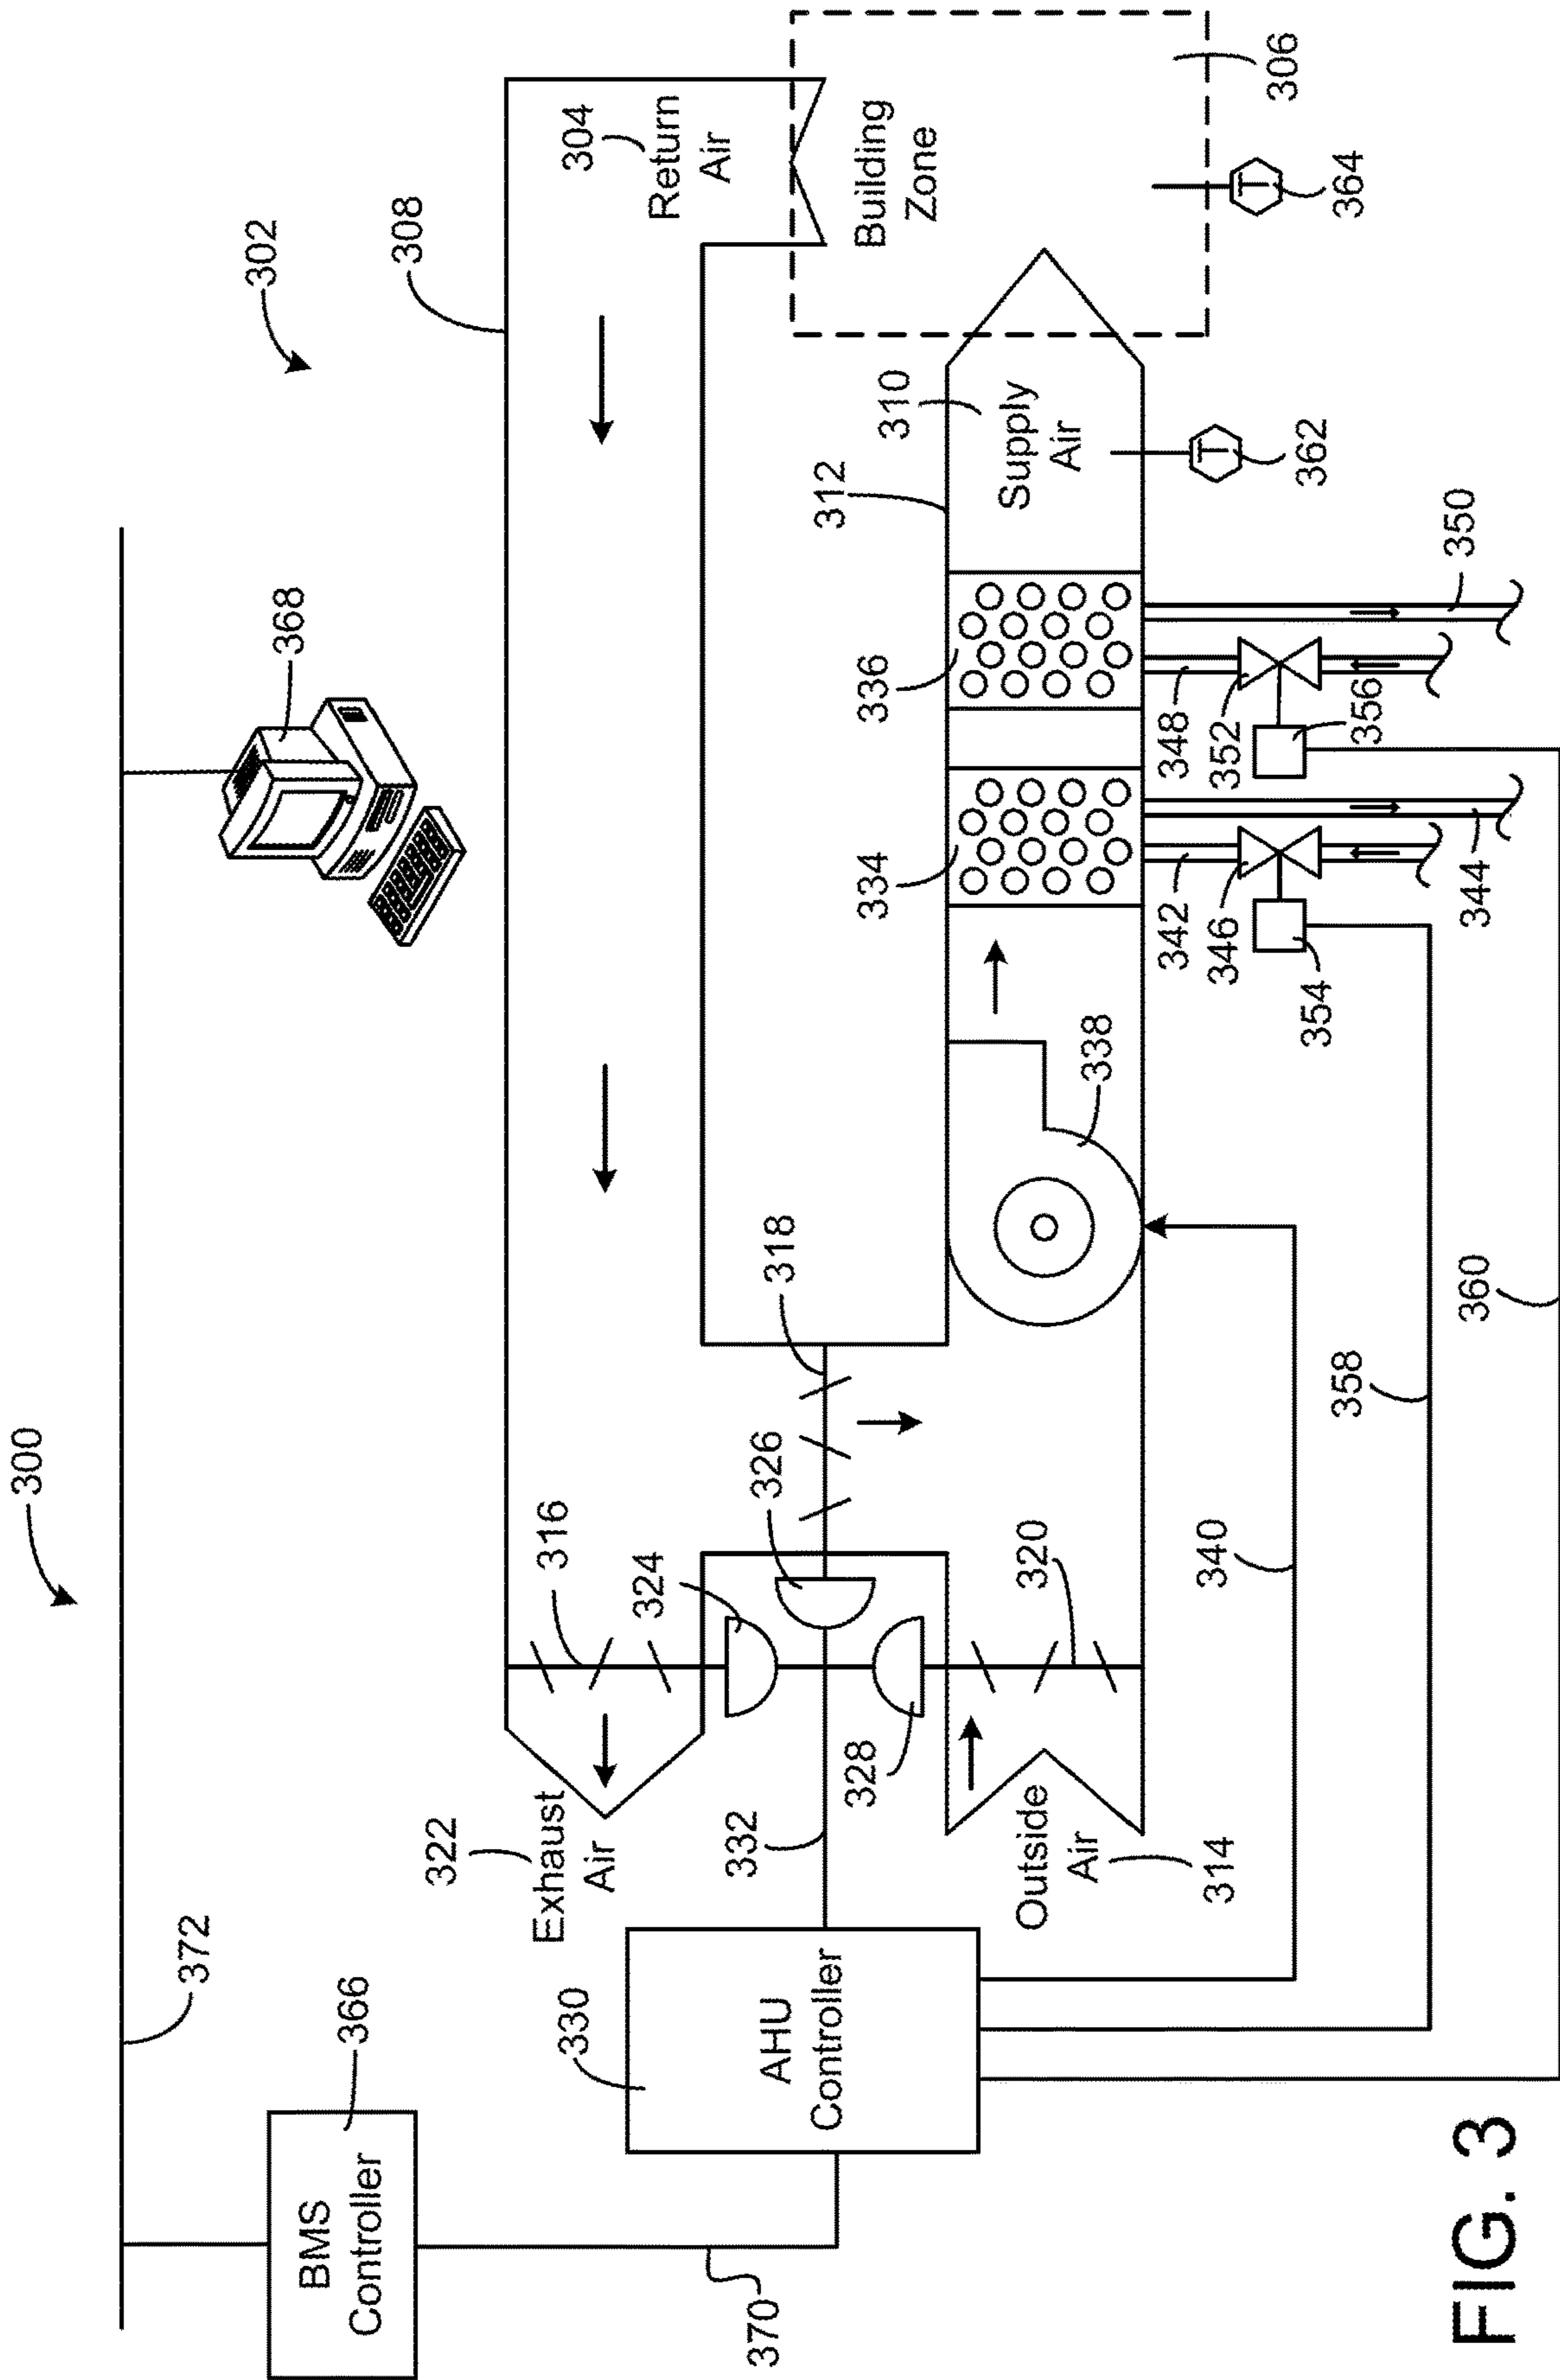 300
372
BMS
Controller
366
370
368
302
308
304
Return
Air
322
Exhaust
Air
316
324
326
318
330
AHU
Controller
332
328
Outside
Air
314
320
338
334
336
312
310
Supply
Air
Building
Zone
306
342
346
354
344
348
352
356
350
T
362
T
364
340
358
360
FIG. 3